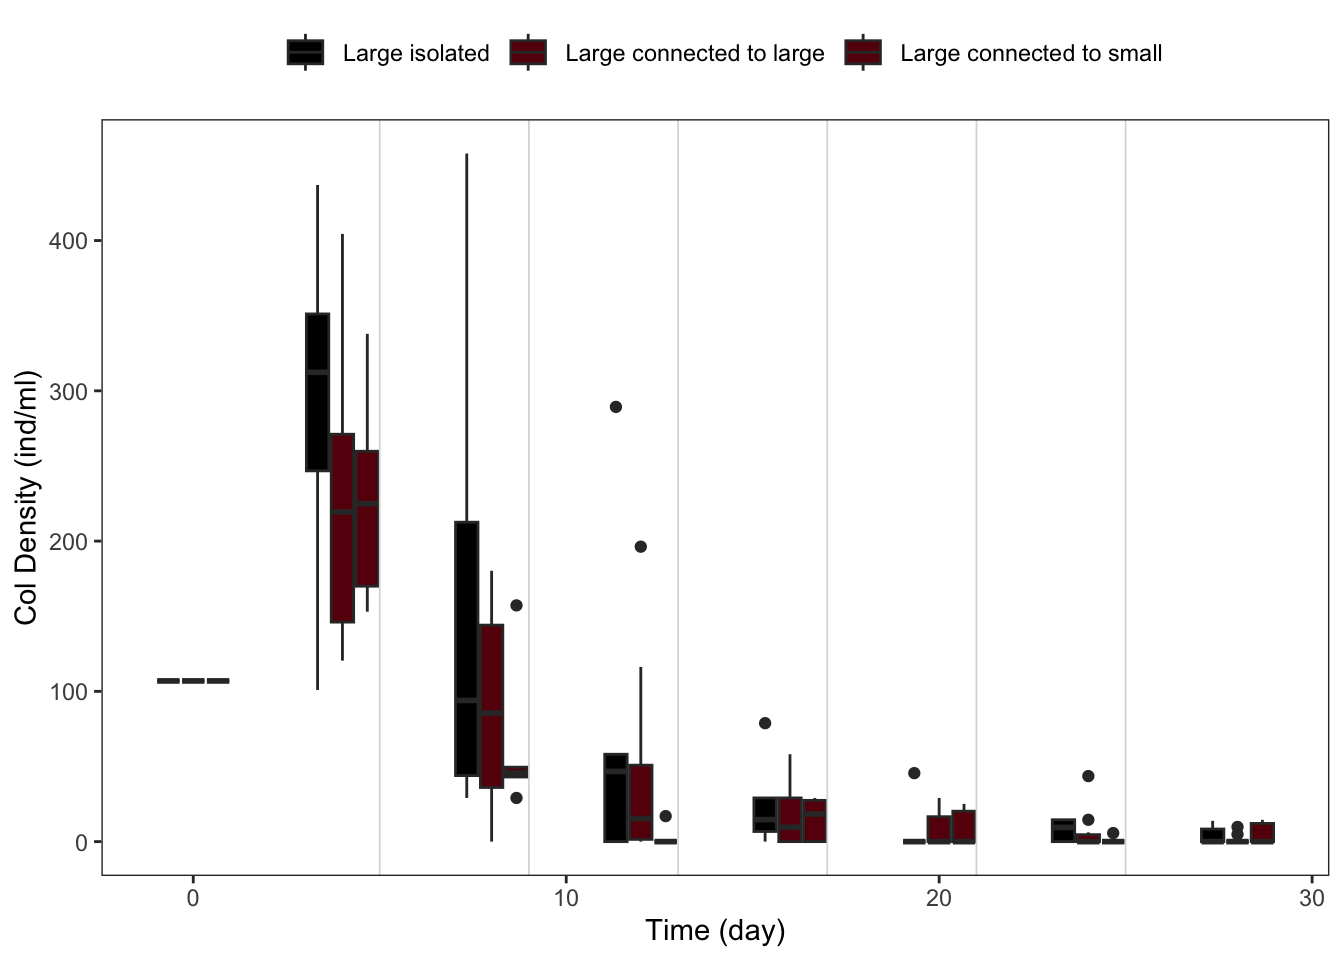 Large isolated Large connected to large Large connected to small
400
300
200
100
0
Col Density (ind/ml)
0 10 20 30
Time (day)